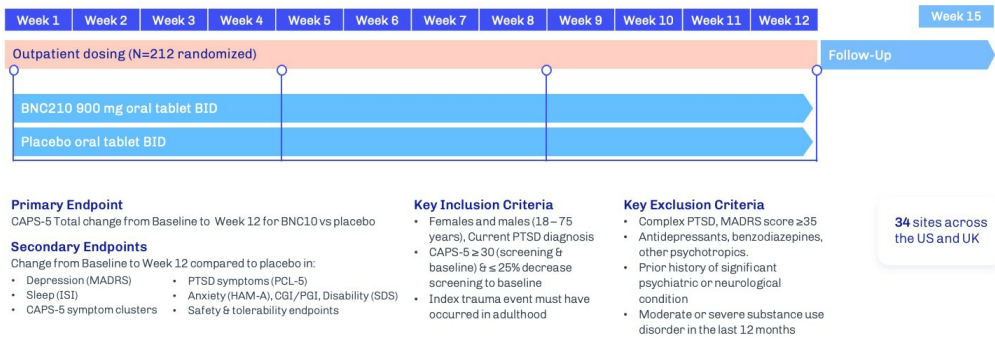 Week 1 Week 2 Week 3 Week 4 Week 5 Week 6 Week 7 Week 8 Week 9 Week 10 Week 11 Week 12 Week 15
Outpatient dosing (N=212 randomized)
Follow-Up
BNC210 900 mg oral tablet BID
Placebo oral tablet BID
Primary Endpoint
CAPS-5 Total change from Baseline to Week 12 for BNC10 vs placebo
Secondary Endpoints
Change from Baseline to Week 12 compared to placebo in:
• Depression (MADRS)
• Sleep (ISI)
• CAPS-5 symptom clusters
• PTSD symptoms (PCL-5)
• Anxiety (HAM-A), CGI/PGI, Disability (SDS)
• Safety & tolerability endpoints
Key Inclusion Criteria
• Females and males (18 – 75
years), Current PTSD diagnosis
• CAPS-5 ≥ 30 (screening &
baseline) & ≤ 25% decrease
screening to baseline
• Index trauma event must have
occurred in adulthood
Key Exclusion Criteria
• Complex PTSD, MADRS score ≥35
• Antidepressants, benzodiazepines,
other psychotropics.
• Prior history of significant
psychiatric or neurological
condition
• Moderate or severe substance use
disorder in the last 12 months
34 sites across
the US and UK